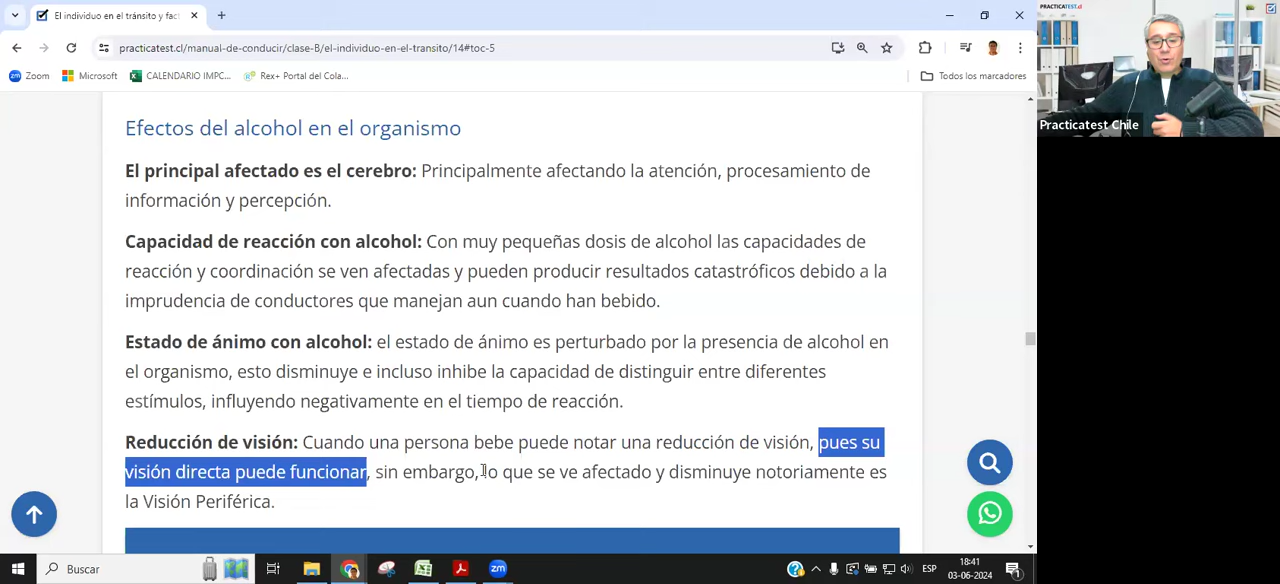 El individuo en el tránsito y fact
practicatest.cl/manual-de-conducir/clase-B/el-individuo-en-el-transito/14#toc-5
Zoom
Microsoft
CALENDARIO IMPC...
Rex+ Portal del Cola...
Todos los marcadores
PRACTICATEST.cl
Practicatest Chile
Efectos del alcohol en el organismo
El principal afectado es el cerebro: Principalmente afectando la atención, procesamiento de
información y percepción.
Capacidad de reacción con alcohol: Con muy pequeñas dosis de alcohol las capacidades de
reacción y coordinación se ven afectadas y pueden producir resultados catastróficos debido a la
imprudencia de conductores que manejan aun cuando han bebido.
Estado de ánimo con alcohol: el estado de ánimo es perturbado por la presencia de alcohol en
el organismo, esto disminuye e incluso inhibe la capacidad de distinguir entre diferentes
estímulos, influyendo negativamente en el tiempo de reacción.
Reducción de visión: Cuando una persona bebe puede notar una reducción de visión, pues su
visión directa puede funcionar, sin embargo, lo que se ve afectado y disminuye notoriamente es
la Visión Periférica.
Buscar
zm
ESP
18:41
03-06-2024
1